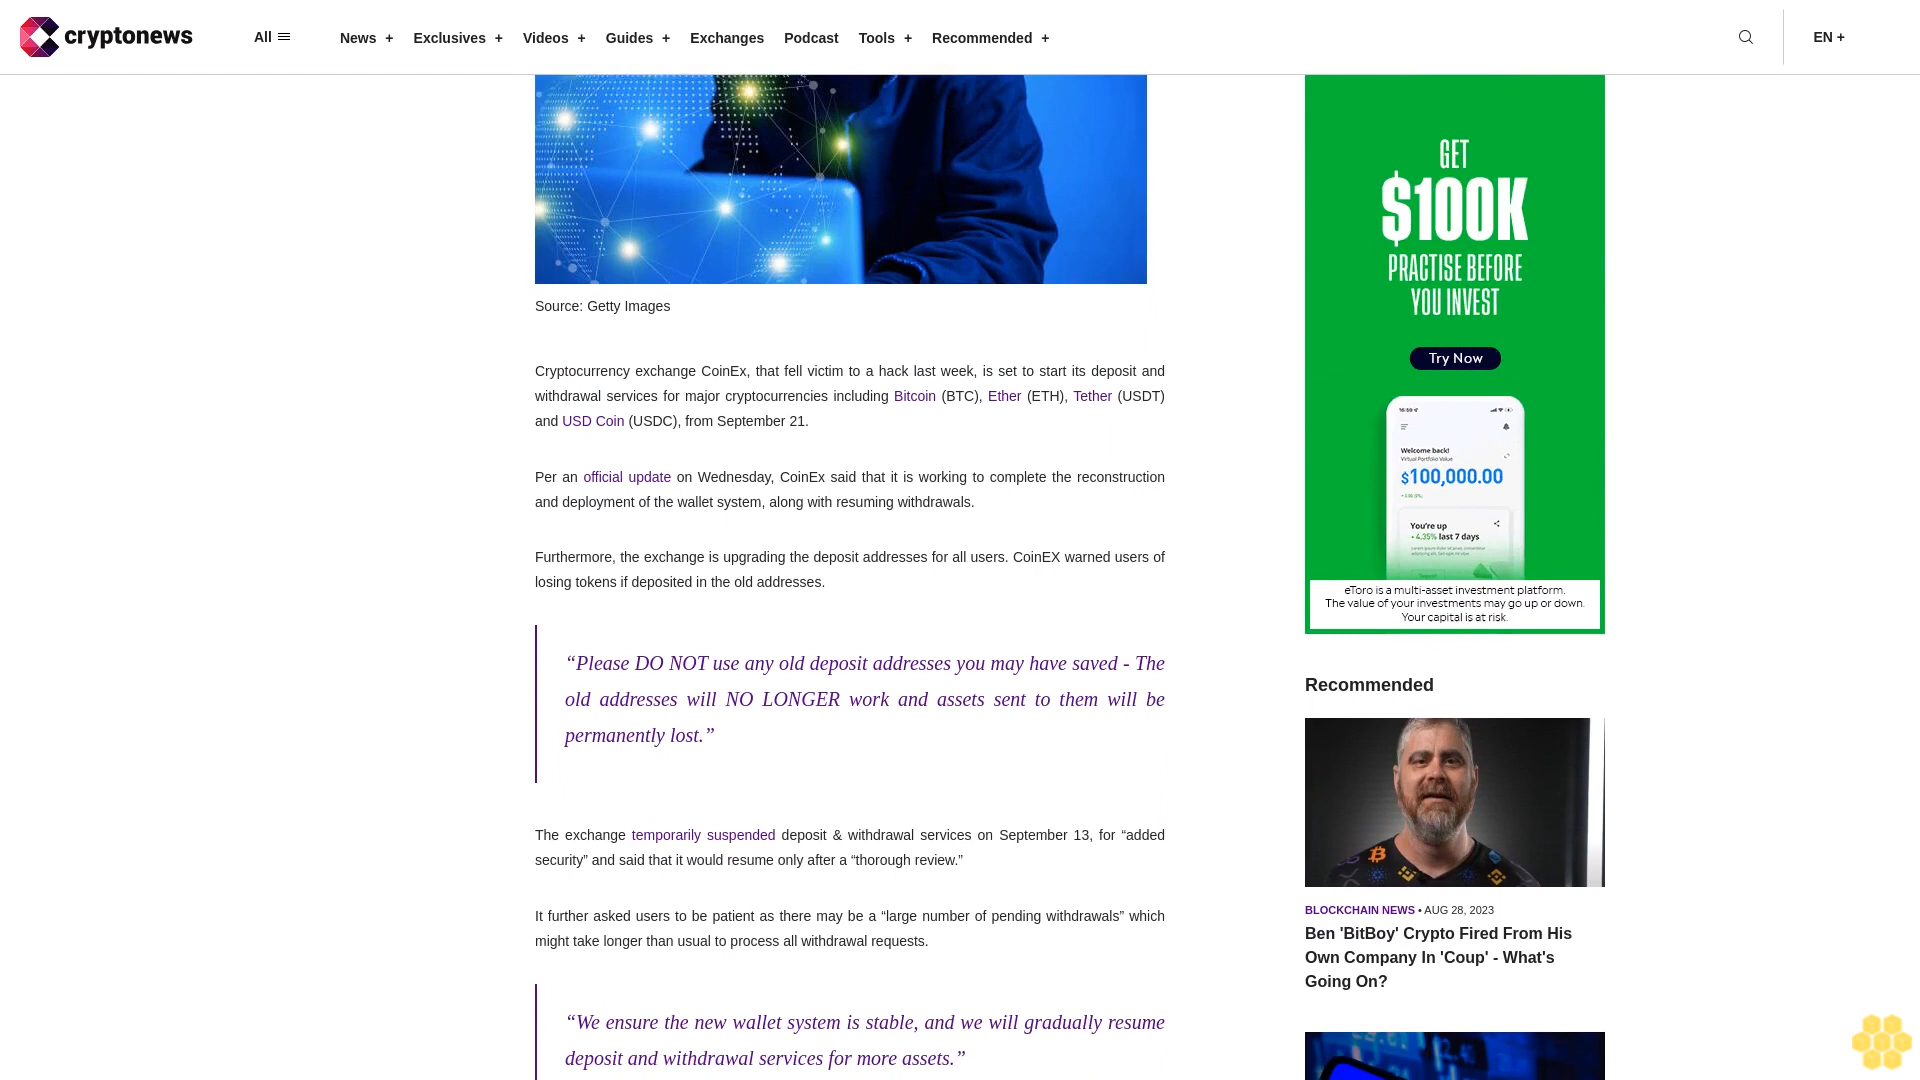 cryptonews
All
News +
Exclusives +
Videos +
Guides +
Exchanges
Podcast
Tools +
Recommended +
EN +
Source: Getty Images
Cryptocurrency exchange CoinEx, that fell victim to a hack last week, is set to start its deposit and
withdrawal services for major cryptocurrencies including Bitcoin (BTC), Ether (ETH), Tether (USDT)
and USD Coin (USDC), from September 21.
Per an official update on Wednesday, CoinEx said that it is working to complete the reconstruction
and deployment of the wallet system, along with resuming withdrawals.
Furthermore, the exchange is upgrading the deposit addresses for all users. CoinEX warned users of
losing tokens if deposited in the old addresses.
“Please DO NOT use any old deposit addresses you may have saved - The
old addresses will NO LONGER work and assets sent to them will be
permanently lost.”
The exchange temporarily suspended deposit & withdrawal services on September 13, for “added
security” and said that it would resume only after a “thorough review.”
It further asked users to be patient as there may be a “large number of pending withdrawals” which
might take longer than usual to process all withdrawal requests.
“We ensure the new wallet system is stable, and we will gradually resume
deposit and withdrawal services for more assets.”
GET
$100K
PRACTISE BEFORE
YOU INVEST
Try Now
Welcome back!
Virtual Portfolio Value
$100,000.00
You're up
4.35% last 7 days
eToro is a multi-asset investment platform.
The value of your investments may go up or down.
Your capital is at risk.
Recommended
BLOCKCHAIN NEWS • AUG 28, 2023
Ben 'BitBoy' Crypto Fired From His
Own Company In 'Coup' - What's
Going On?